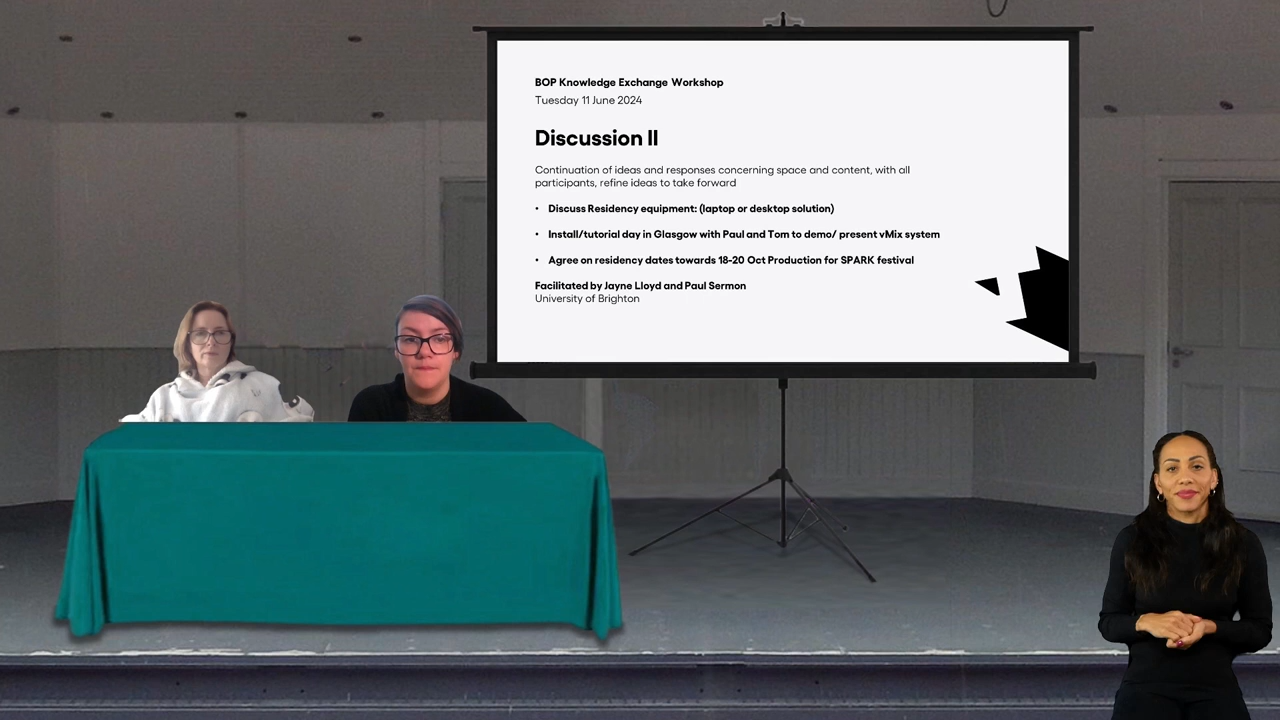 BOP Knowledge Exchange Workshop
Tuesday 11 June 2024
Discussion II
Continuation of ideas and responses concerning space and content, with all
participants, refine ideas to take forward
• Discuss Residency equipment: (laptop or desktop solution)
• Install/tutorial day in Glasgow with Paul and Tom to demo/ present vMix system
• Agree on residency dates towards 18-20 Oct Production for SPARK festival
Facilitated by Jayne Lloyd and Paul Sermon
University of Brighton